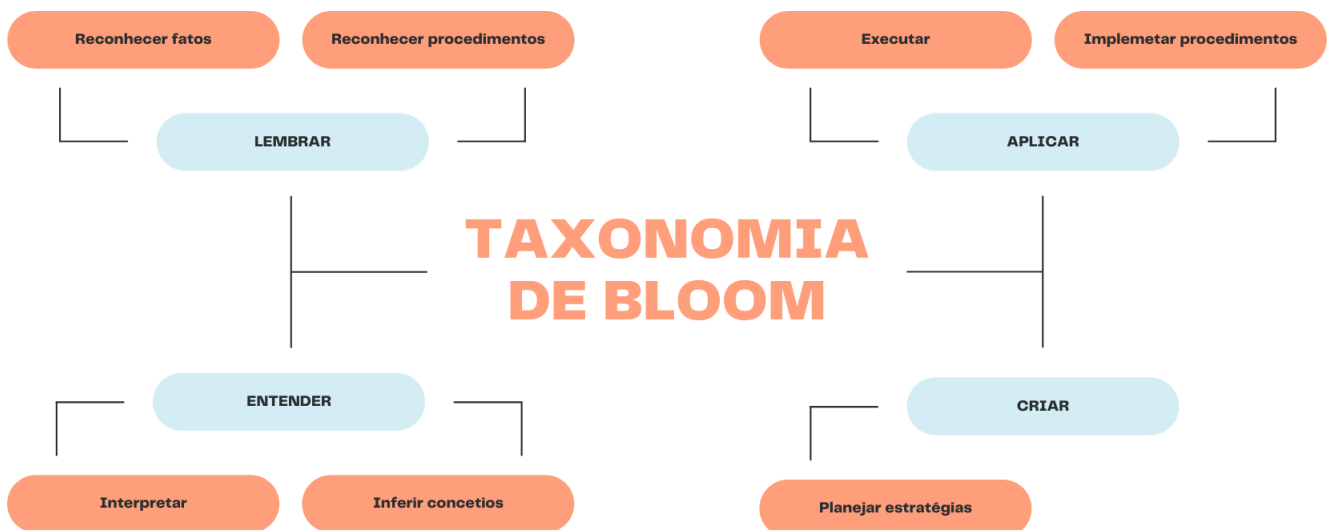 Reconhecer fatos
Reconhecer procedimentos
LEMBRAR
Executar
Implemetar procedimentos
APLICAR
TAXONOMIA
DE BLOOM
ENTENDER
Interpretar
Inferir concetios
CRIAR
Planejar estratégias